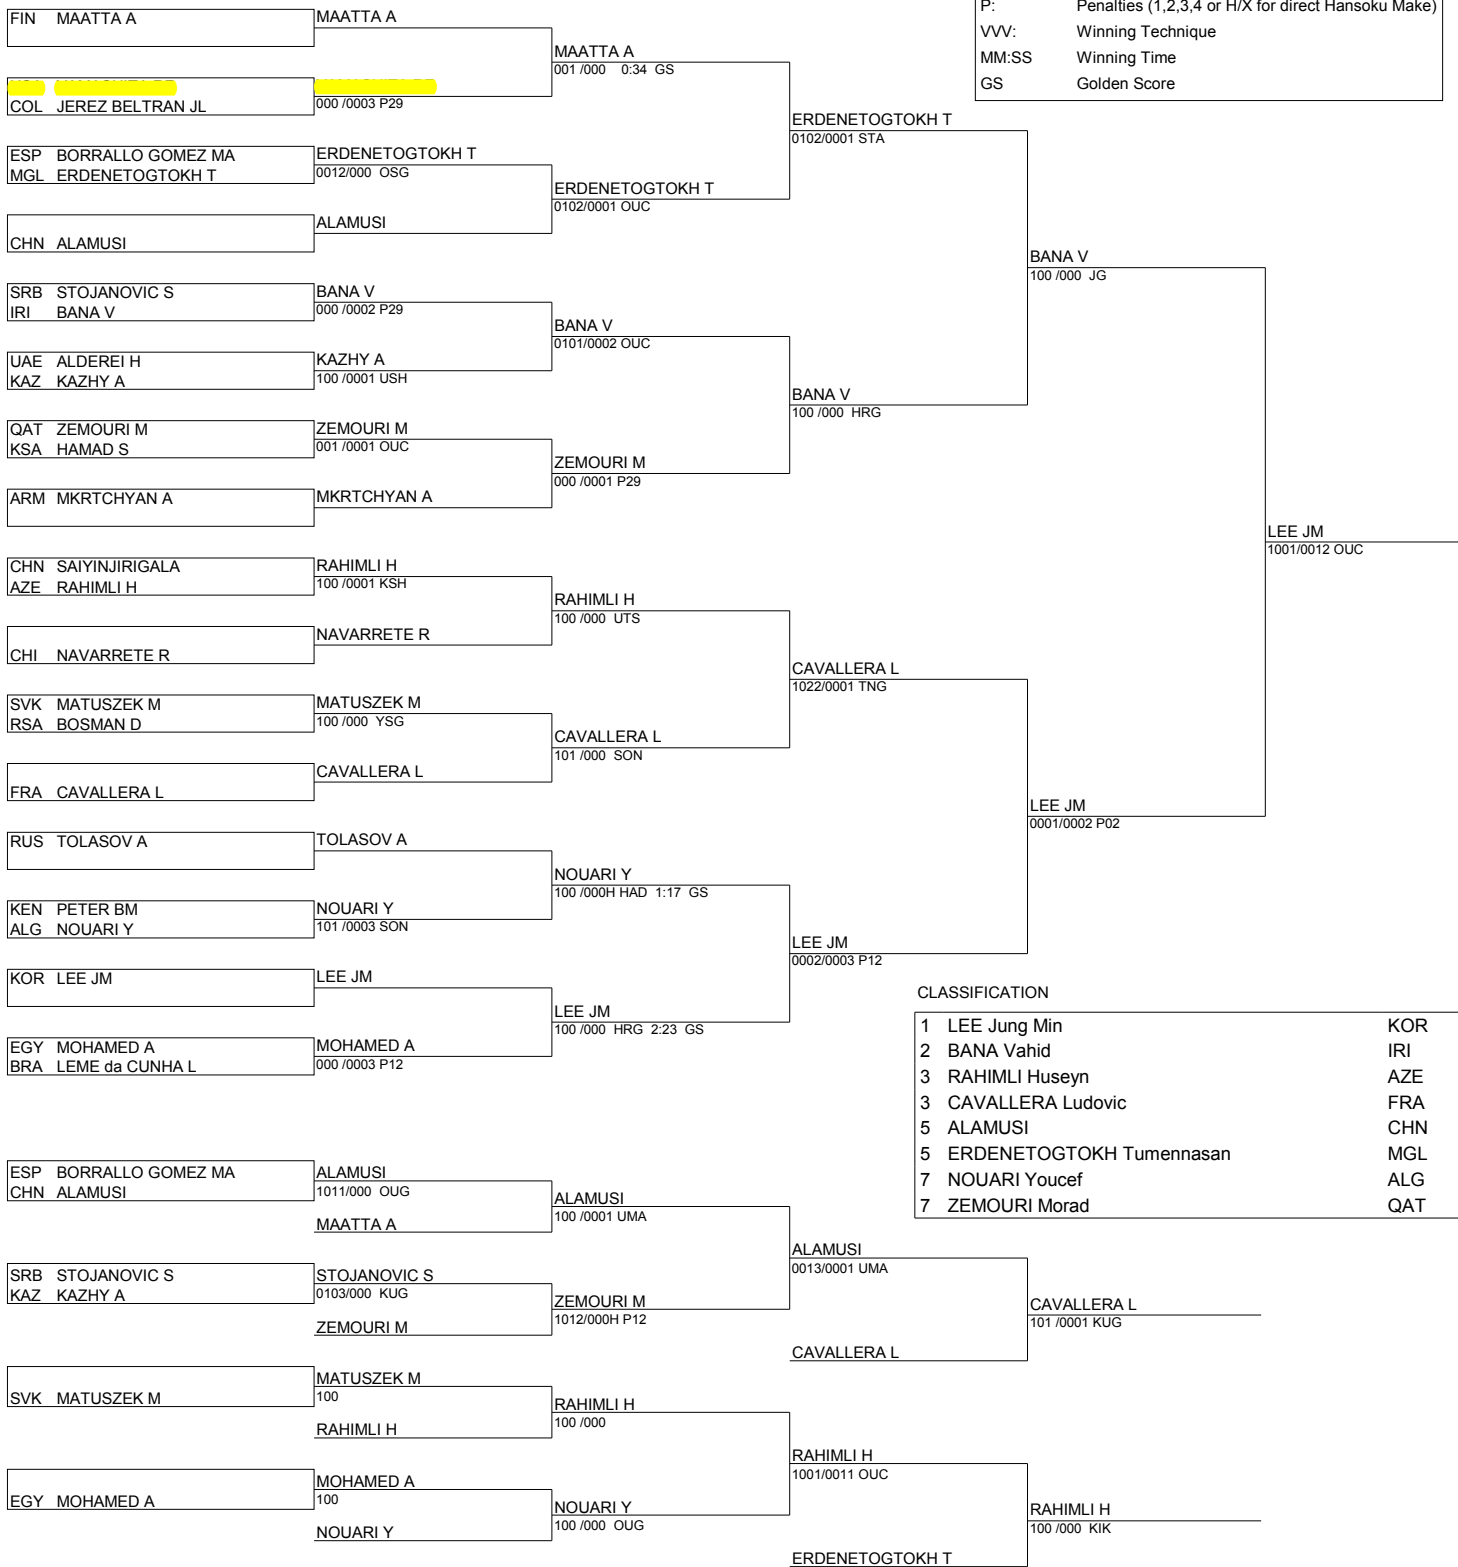 P: Penalties (1,2,3,4 or H/X for direct Hansoku Make)
VVV: Winning Technique
MM:SS Winning Time
GS Golden Score
FIN MAATTA A
COL JEREZ BELTRAN JL
ESP BORRALLO GOMEZ MA
MGL ERDENETOGTOKH T
CHN ALAMUSI
SRB STOJANOVIC S
IRI BANA V
UAE ALDEREI H
KAZ KAZHY A
QAT ZEMOURI M
KSA HAMAD S
ARM MKRTCHYAN A
CHN SAIYINJIRIGALA
AZE RAHIMLI H
CHI NAVARRETE R
SVK MATUSZEK M
RSA BOSMAN D
FRA CAVALLERA L
RUS TOLASOV A
KEN PETER BM
ALG NOUARI Y
KOR LEE JM
EGY MOHAMED A
BRA LEME da CUNHA L
MAATTA A
000 /0003 P29
ERDENETOGTOKH T
0012/000 OSG
ALAMUSI
BANA V
000 /0002 P29
KAZHY A
100 /0001 USH
ZEMOURI M
001 /0001 OUC
MKRTCHYAN A
RAHIMLI H
100 /0001 KSH
NAVARRETE R
MATUSZEK M
100 /000 YSG
CAVALLERA L
TOLASOV A
NOUARI Y
101 /0003 SON
LEE JM
MOHAMED A
000 /0003 P12
MAATTA A
001 /000 0:34 GS
ERDENETOGTOKH T
0102/0001 OUC
BANA V
0101/0002 OUC
ZEMOURI M
000 /0001 P29
RAHIMLI H
100 /000 UTS
CAVALLERA L
101 /000 SON
NOUARI Y
100 /000H HAD 1:17 GS
LEE JM
100 /000 HRG 2:23 GS
ERDENETOGTOKH T
0102/0001 STA
BANA V
100 /000 HRG
CAVALLERA L
1022/0001 TNG
LEE JM
0002/0003 P12
BANA V
100 /000 JG
LEE JM
0001/0002 P02
LEE JM
1001/0012 OUC
CLASSIFICATION
1 LEE Jung Min KOR
2 BANA Vahid IRI
3 RAHIMLI Huseyn AZE
3 CAVALLERA Ludovic FRA
5 ALAMUSI CHN
5 ERDENETOGTOKH Tumennasan MGL
7 NOUARI Youcef ALG
7 ZEMOURI Morad QAT
ESP BORRALLO GOMEZ MA
CHN ALAMUSI
SRB STOJANOVIC S
KAZ KAZHY A
SVK MATUSZEK M
EGY MOHAMED A
ALAMUSI
1011/000 OUG
MAATTA A
STOJANOVIC S
0103/000 KUG
ZEMOURI M
MATUSZEK M
100
RAHIMLI H
MOHAMED A
100
NOUARI Y
ALAMUSI
100 /0001 UMA
ZEMOURI M
1012/000H P12
RAHIMLI H
100 /000
NOUARI Y
100 /000 OUG
ALAMUSI
0013/0001 UMA
CAVALLERA L
RAHIMLI H
1001/0011 OUC
ERDENETOGTOKH T
CAVALLERA L
101 /0001 KUG
RAHIMLI H
100 /000 KIK